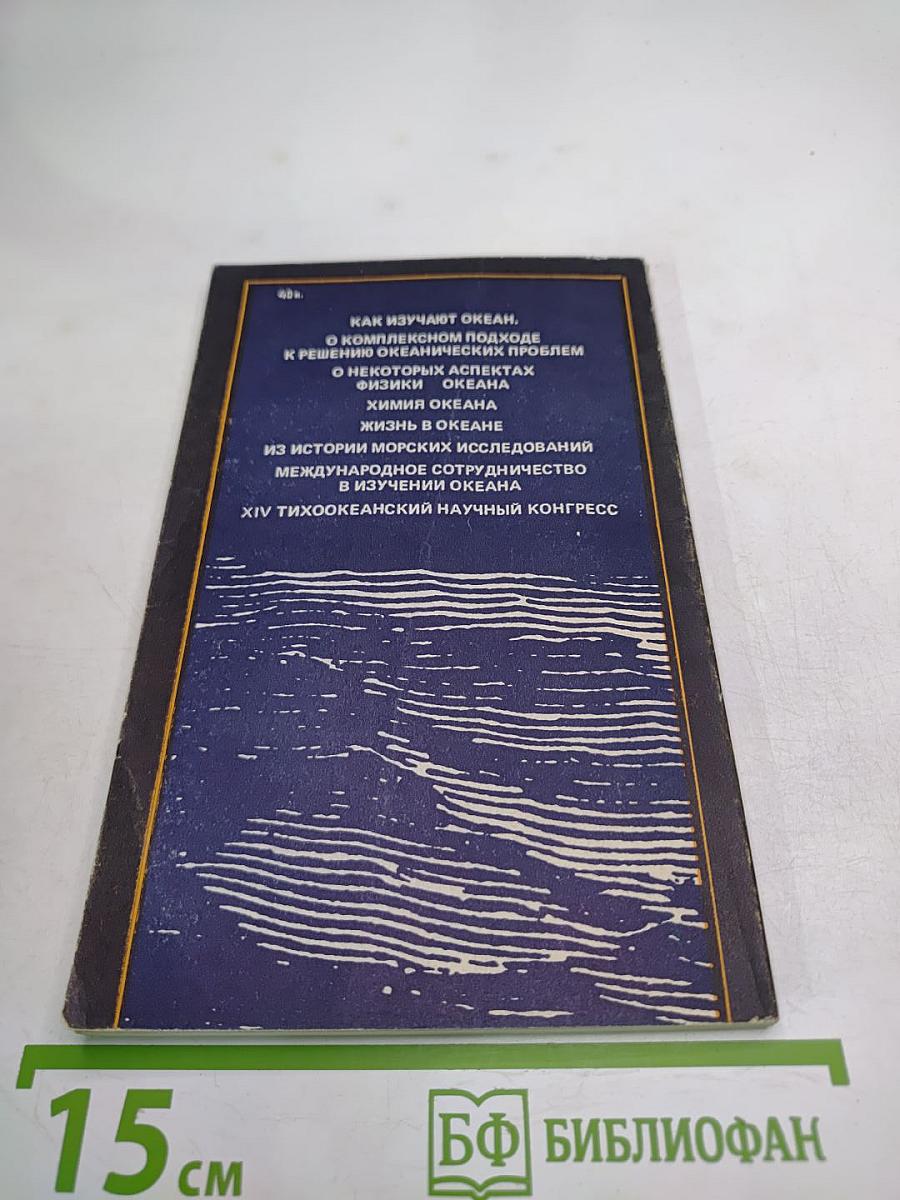 40 к.
КАК ИЗУЧАЮТ ОКЕАН.
О КОМПЛЕКСНОМ ПОДХОДЕ
К РЕШЕНИЮ ОКЕАНИЧЕСКИХ ПРОБЛЕМ
О НЕКОТОРЫХ АСПЕКТАХ
ФИЗИКИ ОКЕАНА
ХИМИЯ ОКЕАНА
ЖИЗНЬ В ОКЕАНЕ
ИЗ ИСТОРИИ МОРСКИХ ИССЛЕДОВАНИЙ
МЕЖДУНАРОДНОЕ СОТРУДНИЧЕСТВО
В ИЗУЧЕНИИ ОКЕАНА
XIV ТИХООКЕАНСКИЙ НАУЧНЫЙ КОНГРЕСС
15 см
БФ БИБЛИОФАН